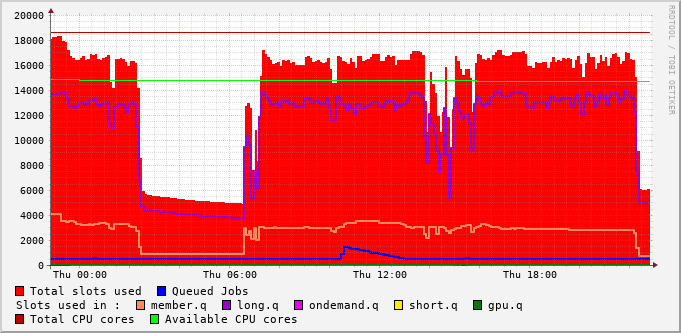 20000
18000
16000
14000
12000
10000
8000
6000
4000
2000
0
Thu 00:00 Thu 06:00 Thu 12:00 Thu 18:00
RRDTOOL / TOBI OETIKER
Total slots used Queued Jobs
Slots used in : member.q long.q ondemand.q short.q gpu.q
Total CPU cores Available CPU cores